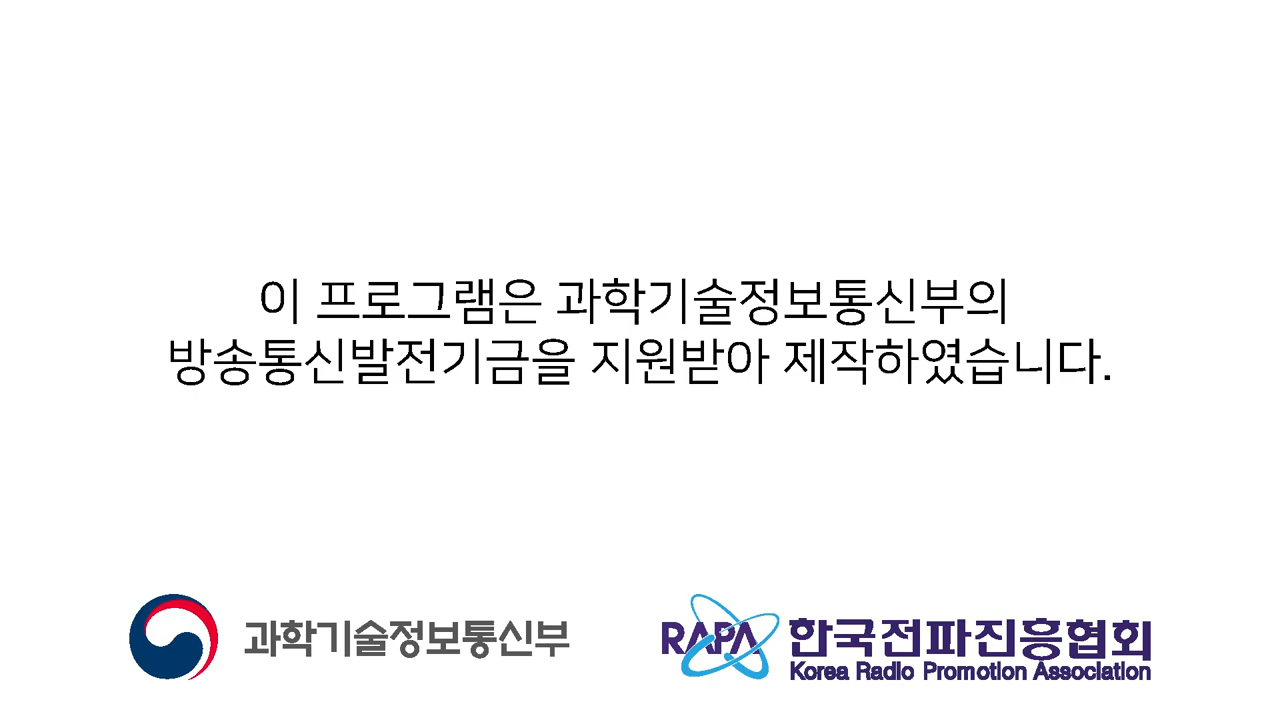 이 프로그램은 과학기술정보통신부의
방송통신발전기금을 지원받아 제작하였습니다.
과학기술정보통신부
RAPA 한국전파진흥협회
Korea Radio Promotion Association